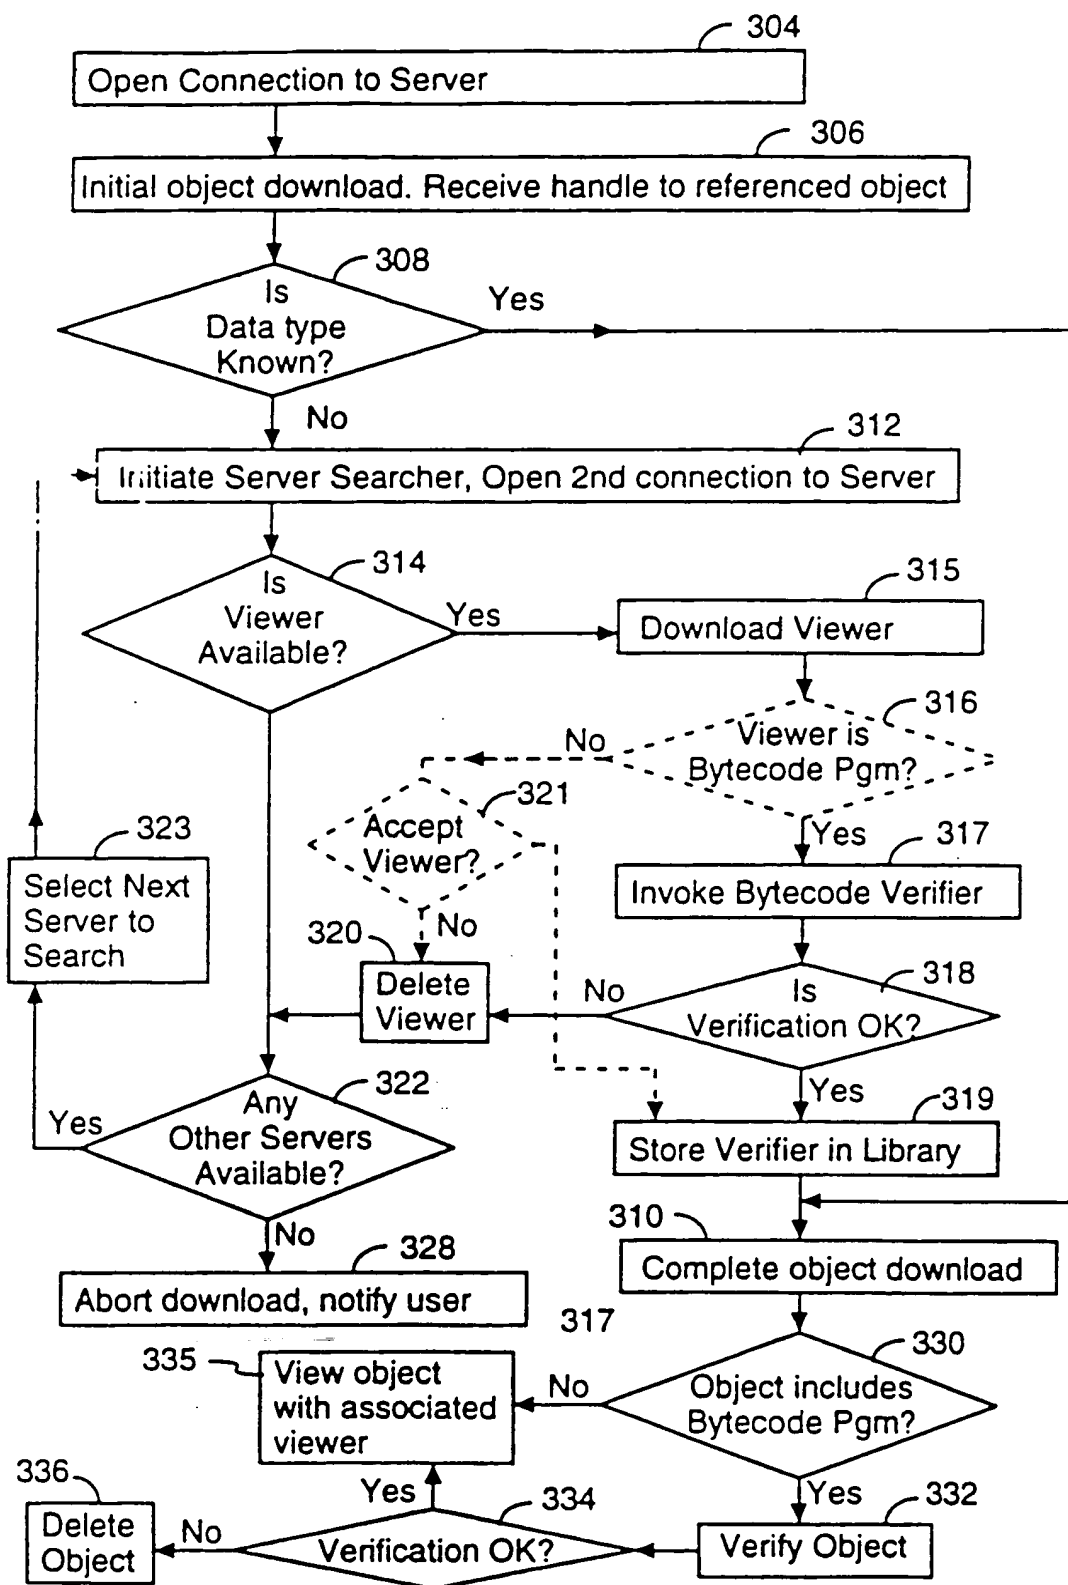 304
Open Connection to Server
306
Initial object download. Receive handle to referenced object
308
Is
Data type
Known?
Yes
No
312
Initiate Server Searcher, Open 2nd connection to Server
314
Is
Viewer
Available?
Yes
315
Download Viewer
316
Viewer is
Bytecode Pgm?
No
Yes
321
Accept
Viewer?
No
317
Invoke Bytecode Verifier
323
Select Next
Server to
Search
320
Delete
Viewer
318
Is
Verification OK?
No
Yes
322
Any
Other Servers
Available?
Yes
No
319
Store Verifier in Library
310
Complete object download
328
Abort download, notify user
317
330
Object includes
Bytecode Pgm?
No
Yes
335
View object
with associated
viewer
336
Delete
Object
334
Verification OK?
Yes
No
332
Verify Object